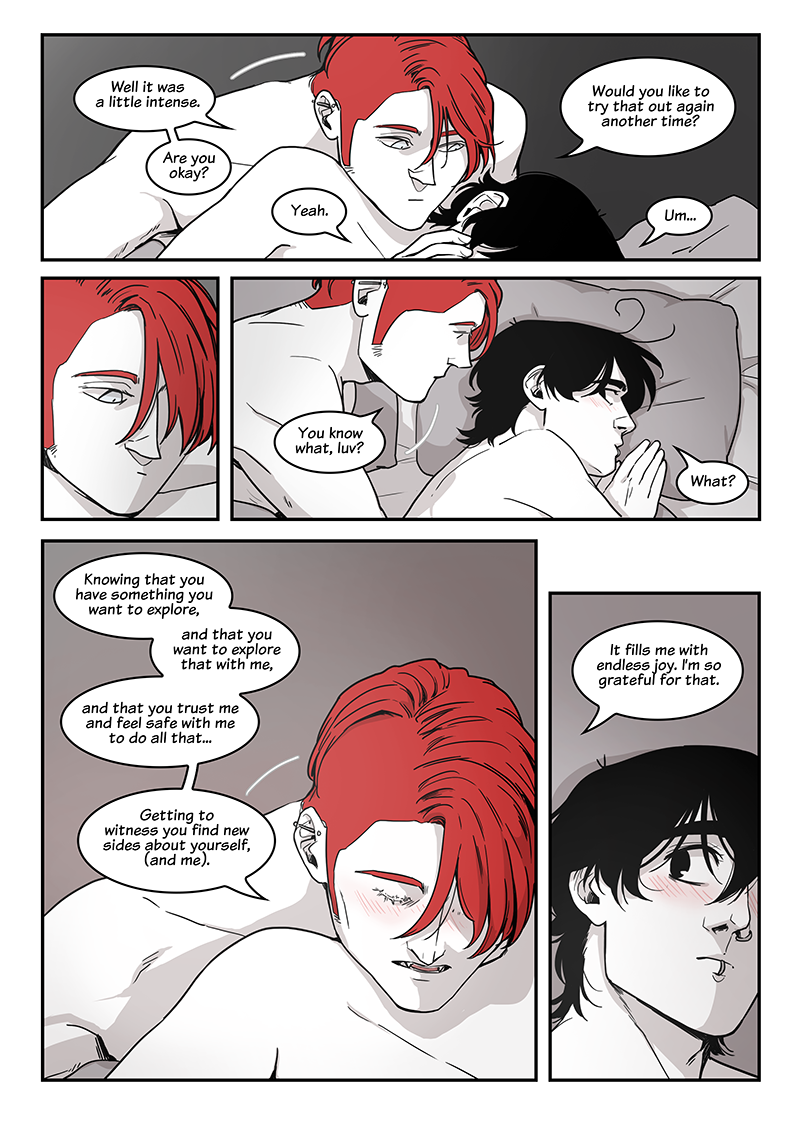 Well it was
a little intense.
Are you
okay?
Yeah.
Would you like to
try that out again
another time?
Um...
You know
what, luv?
What?
Knowing that you
have something you
want to explore,
and that you
want to explore
that with me,
and that you trust me
and feel safe with me
to do all that...
Getting to
witness you find new
sides about yourself,
(and me).
It fills me with
endless joy. I'm so
grateful for that.